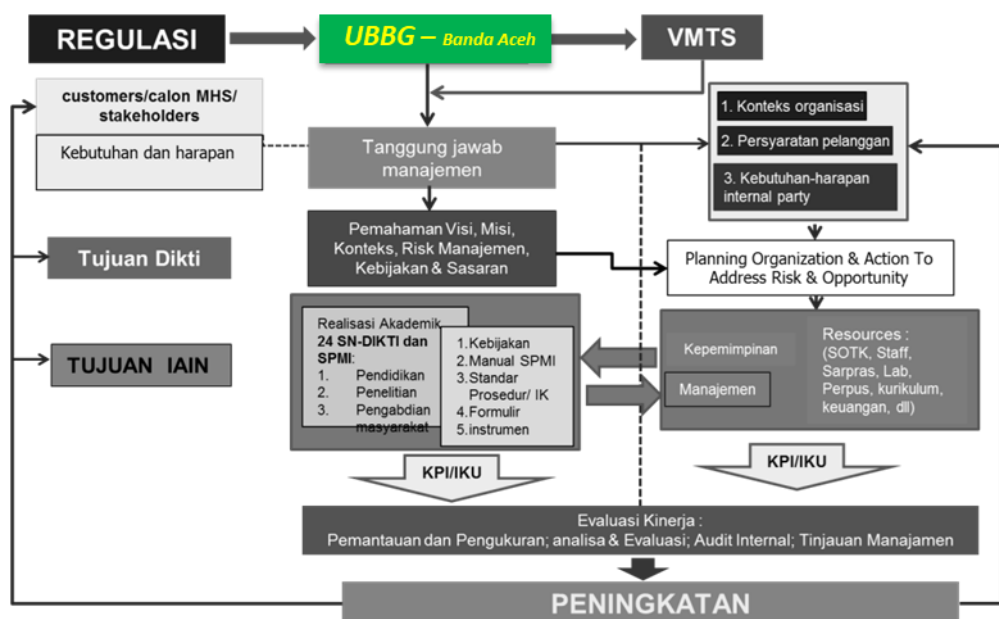 REGULASI
UBBG – Banda Aceh
VMTS
customers/calon MHS/
stakeholders
Kebutuhan dan harapan
Tanggung jawab
manajemen
1. Konteks organisasi
2. Persyaratan pelanggan
3. Kebutuhan-harapan
internal party
Pemahaman Visi, Misi,
Konteks, Risk Manajemen,
Kebijakan & Sasaran
Tujuan Dikti
Planning Organization & Action To
Address Risk & Opportunity
TUJUAN IAIN
Realisasi Akademik
24 SN-DIKTI dan
SPMI:
1. Pendidikan
2. Penelitian
3. Pengabdian
masyarakat
1.Kebijakan
2.Manual SPMI
3.Standar
Prosedur/ IK
4.Formulir
5.instrumen
Kepemimpinan
Manajemen
Resources :
(SOTK, Staff,
Sarpras, Lab,
Perpus, kurikulum,
keuangan, dll)
KPI/IKU
KPI/IKU
Evaluasi Kinerja :
Pemantauan dan Pengukuran; analisa & Evaluasi; Audit Internal; Tinjauan Manajamen
PENINGKATAN